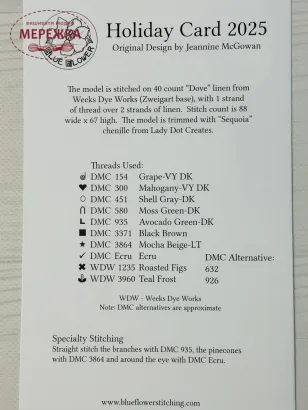 ВИШИВАТИ МОДНО
МЕРЕЖКА
BLUE FLOWER
Holiday Card 2025
Original Design by Jeannine McGowan
The model is stitched on 40 count "Dove" linen from
Weeks Dye Works (Zweigart base), with 1 strand
of thread over 2 strands of linen. Stitch count is 88
wide x 67 high. The model is trimmed with "Sequoia"
chenille from Lady Dot Creates.
Threads Used:
DMC 154 Grape-VY DK
DMC 300 Mahogany-VY DK
DMC 451 Shell Gray-DK
DMC 580 Moss Green-DK
DMC 935 Avocado Green-DK
DMC 3371 Black Brown
DMC 3864 Mocha Beige-LT
DMC Ecru Ecru DMC Alternative:
WDW 1235 Roasted Figs 632
WDW 3960 Teal Frost 926
WDW - Weeks Dye Works
Note: DMC alternatives are approximate
Specialty Stitching
Straight stitch the branches with DMC 935, the pinecones
with DMC 3864 and around the eye with DMC Ecru.
www.blueflowerstitching.com